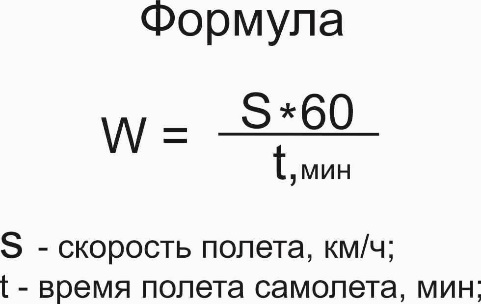 Формула
W = S*60
t,мин
S - скорость полета, км/ч;
t - время полета самолета, мин;